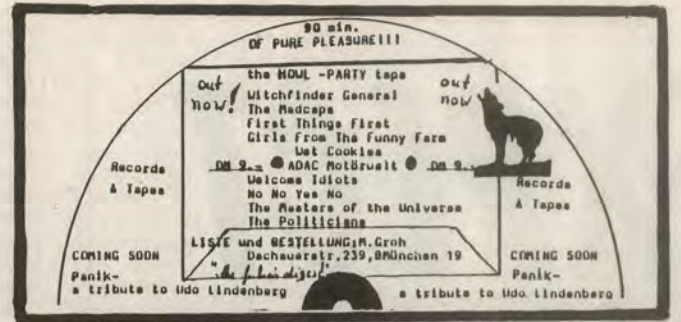 90 min.
OF PURE PLEASURE!!!
the HOWL -PARTY tape
out now!
out now
Witchfinder General
The Madcaps
First Things First
Girls From The Funny Farm
Wet Cookies
DM 9.- ADAC Motörwelt DM 9.-
Welcome Idiots
No No Yes No
The Masters of the Universe
The Politicians
Records
& Tapes
Records
& Tapes
LISTE und BESTELLUNG:M.Groh
Dachauerstr.239,8München 19
COMING SOON
Panik-
a tribute to Udo Lindenberg
COMING SOON
Panik-
a tribute to Udo Lindenberg